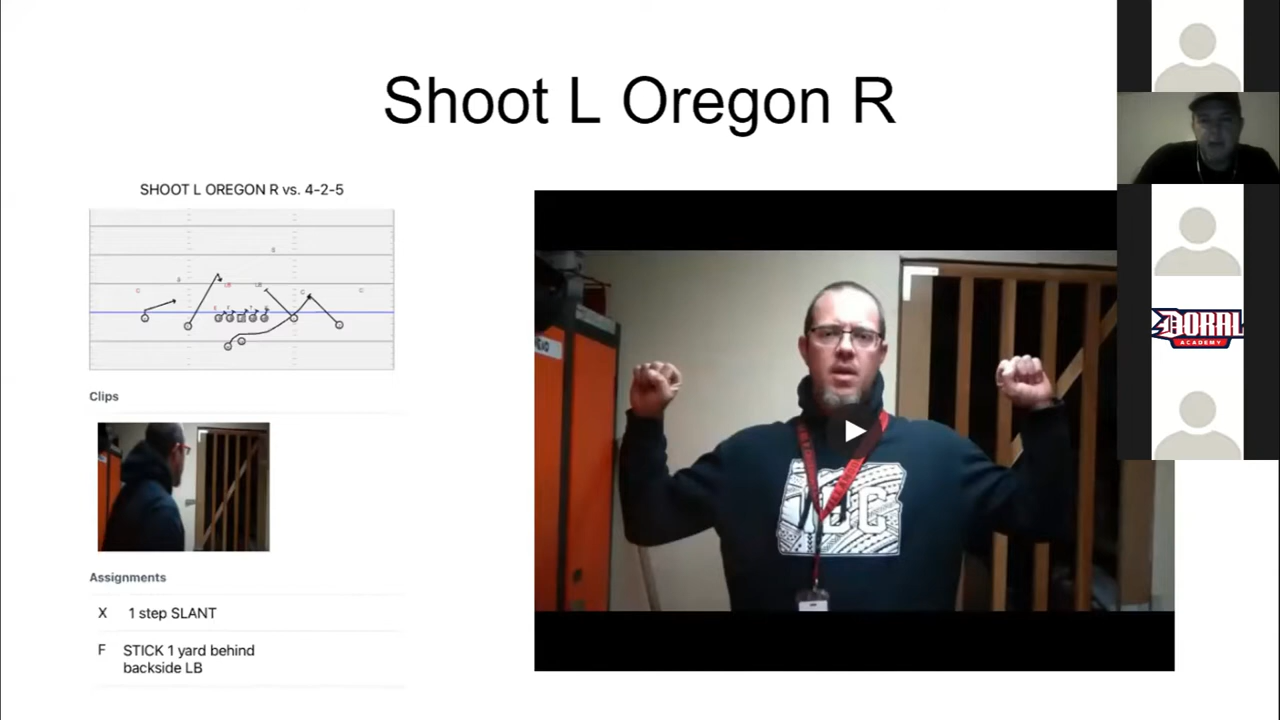 Shoot L Oregon R
SHOOT L OREGON R vs. 4-2-5
Clips
Assignments
X 1 step SLANT
F STICK 1 yard behind
backside LB
DORAL
ACADEMY